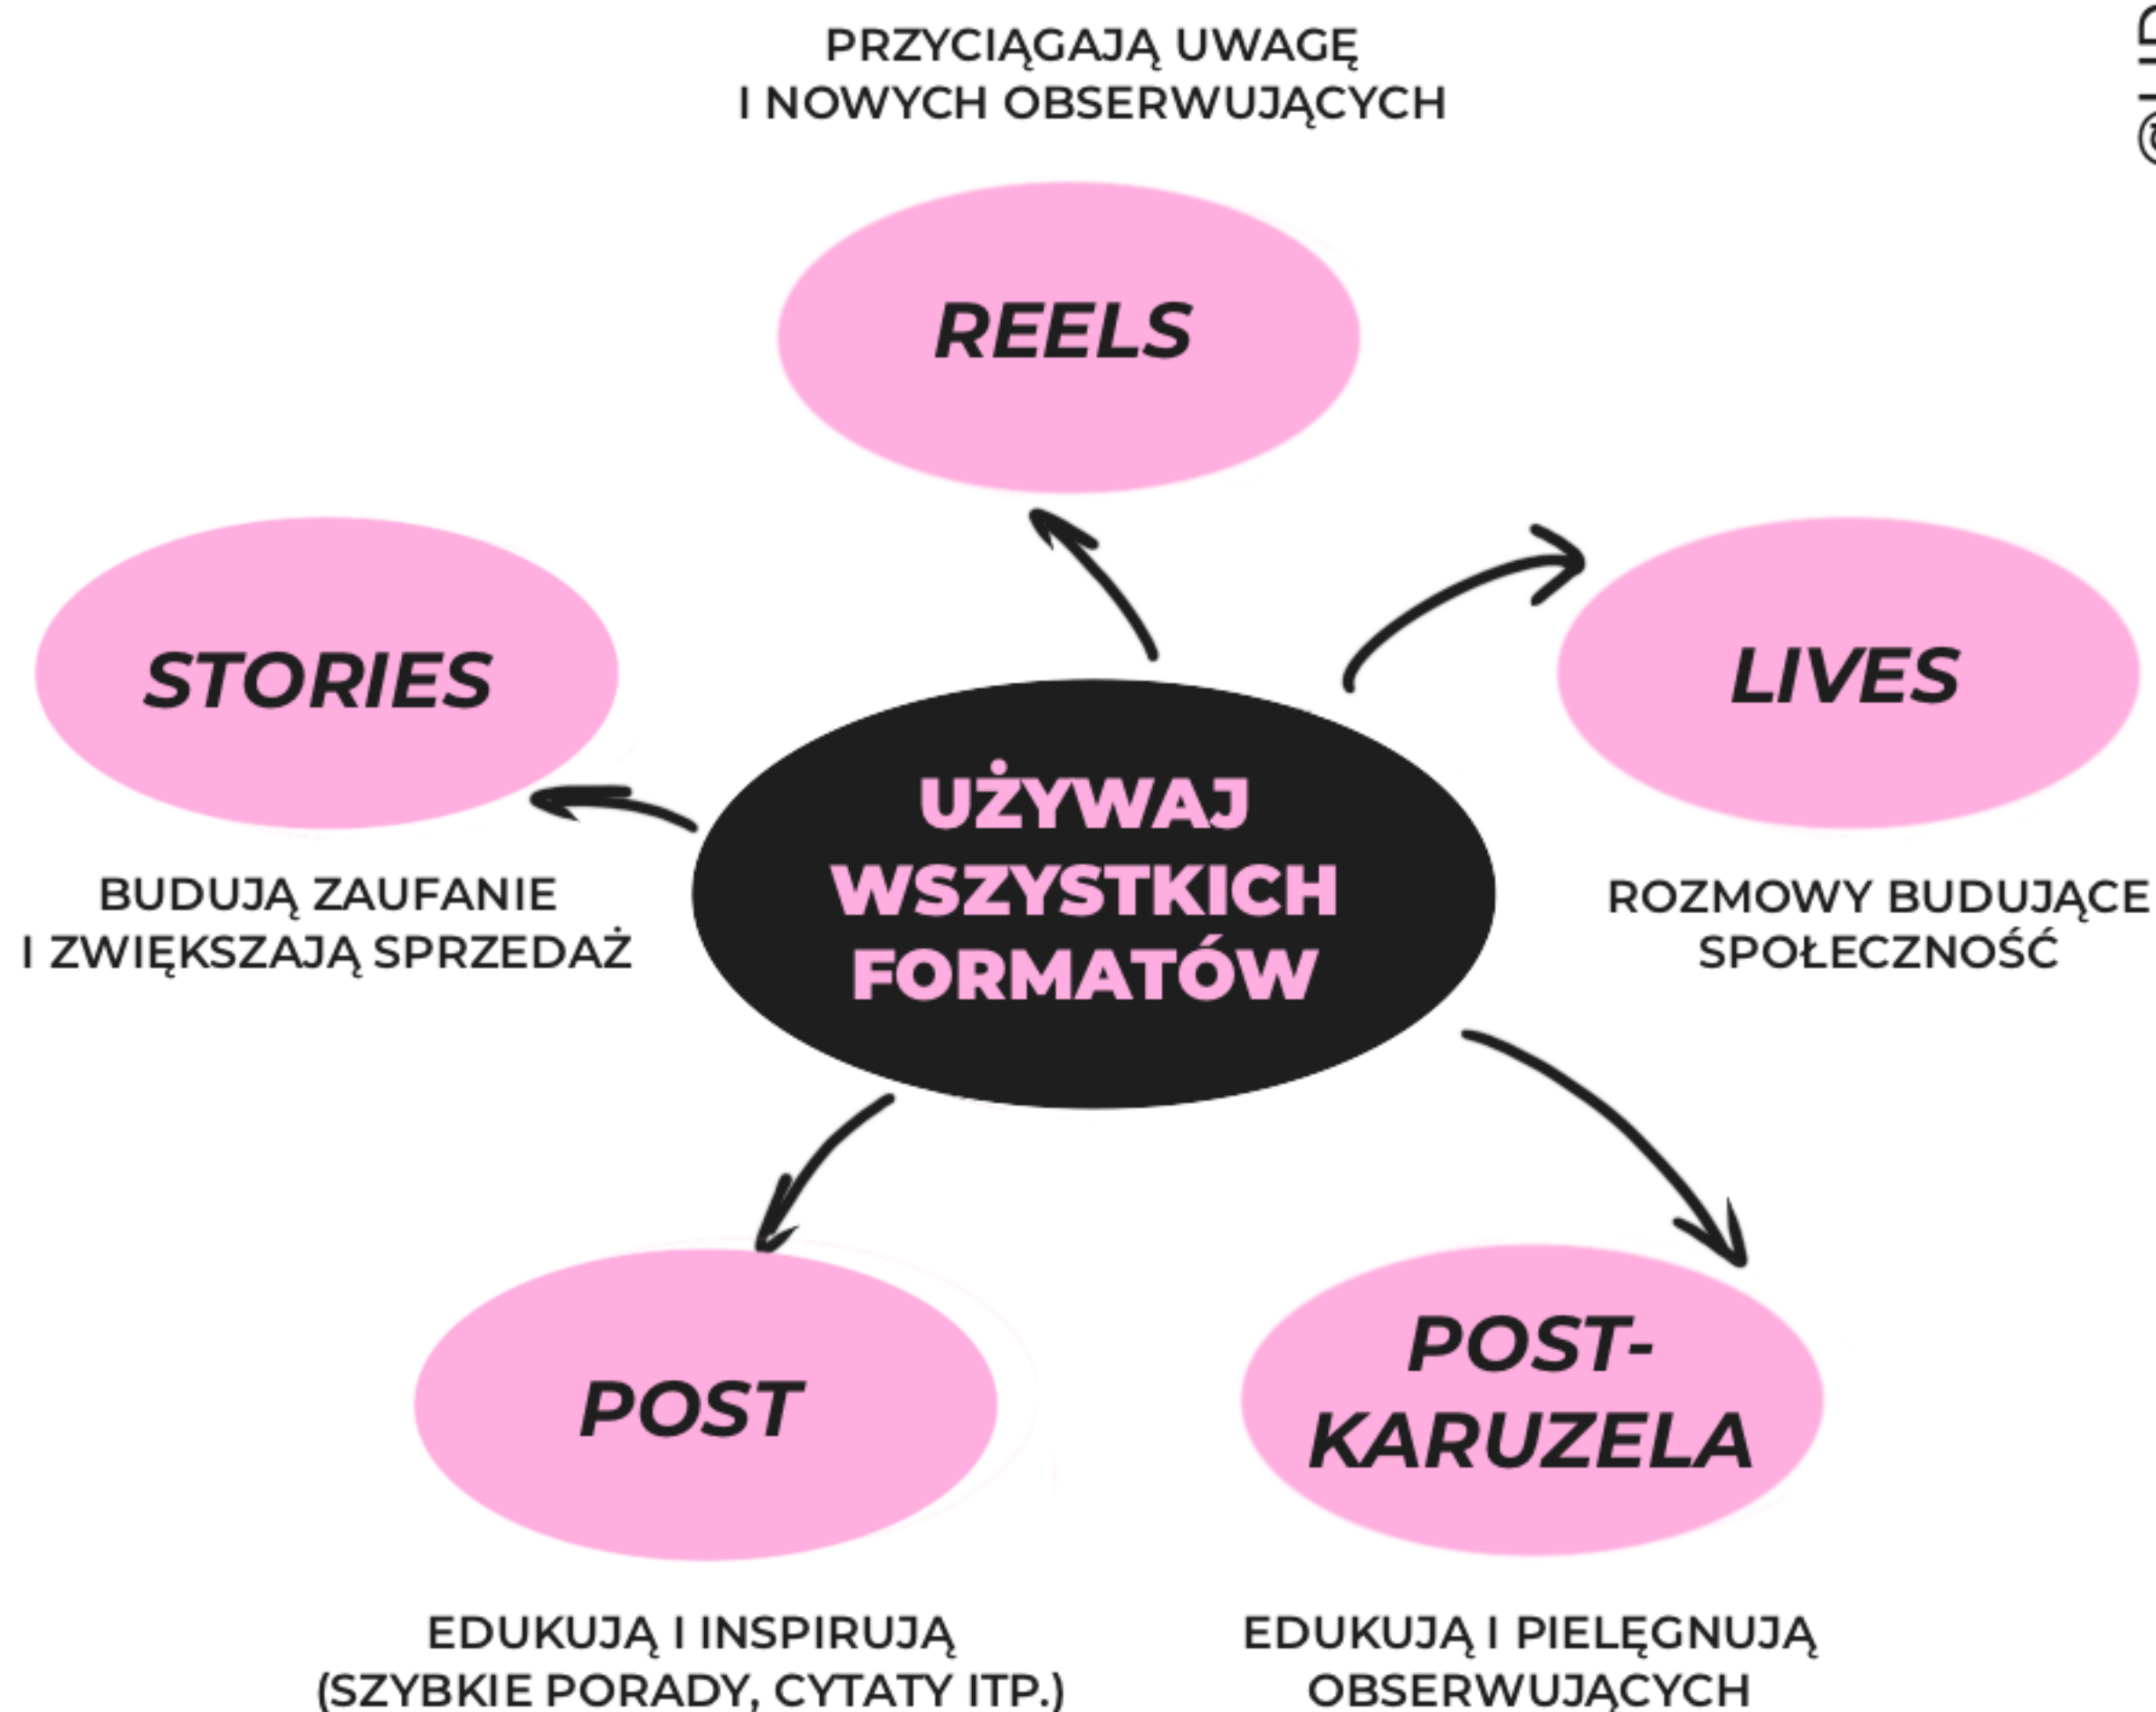 PRZYCIĄGAJĄ UWAGĘ
I NOWYCH OBSERWUJĄCYCH
REELS
STORIES
BUDUJĄ ZAUFANIE
I ZWIĘKSZAJĄ SPRZEDAŻ
LIVES
ROZMOWY BUDUJĄCE
SPOŁECZNOŚĆ
UŻYWAJ
WSZYSTKICH
FORMATÓW
POST
EDUKUJĄ I INSPIRUJĄ
(SZYBKIE PORADY, CYTATY ITP.)
POST-
KARUZELA
EDUKUJĄ I PIELĘGNUJĄ
OBSERWUJĄCYCH